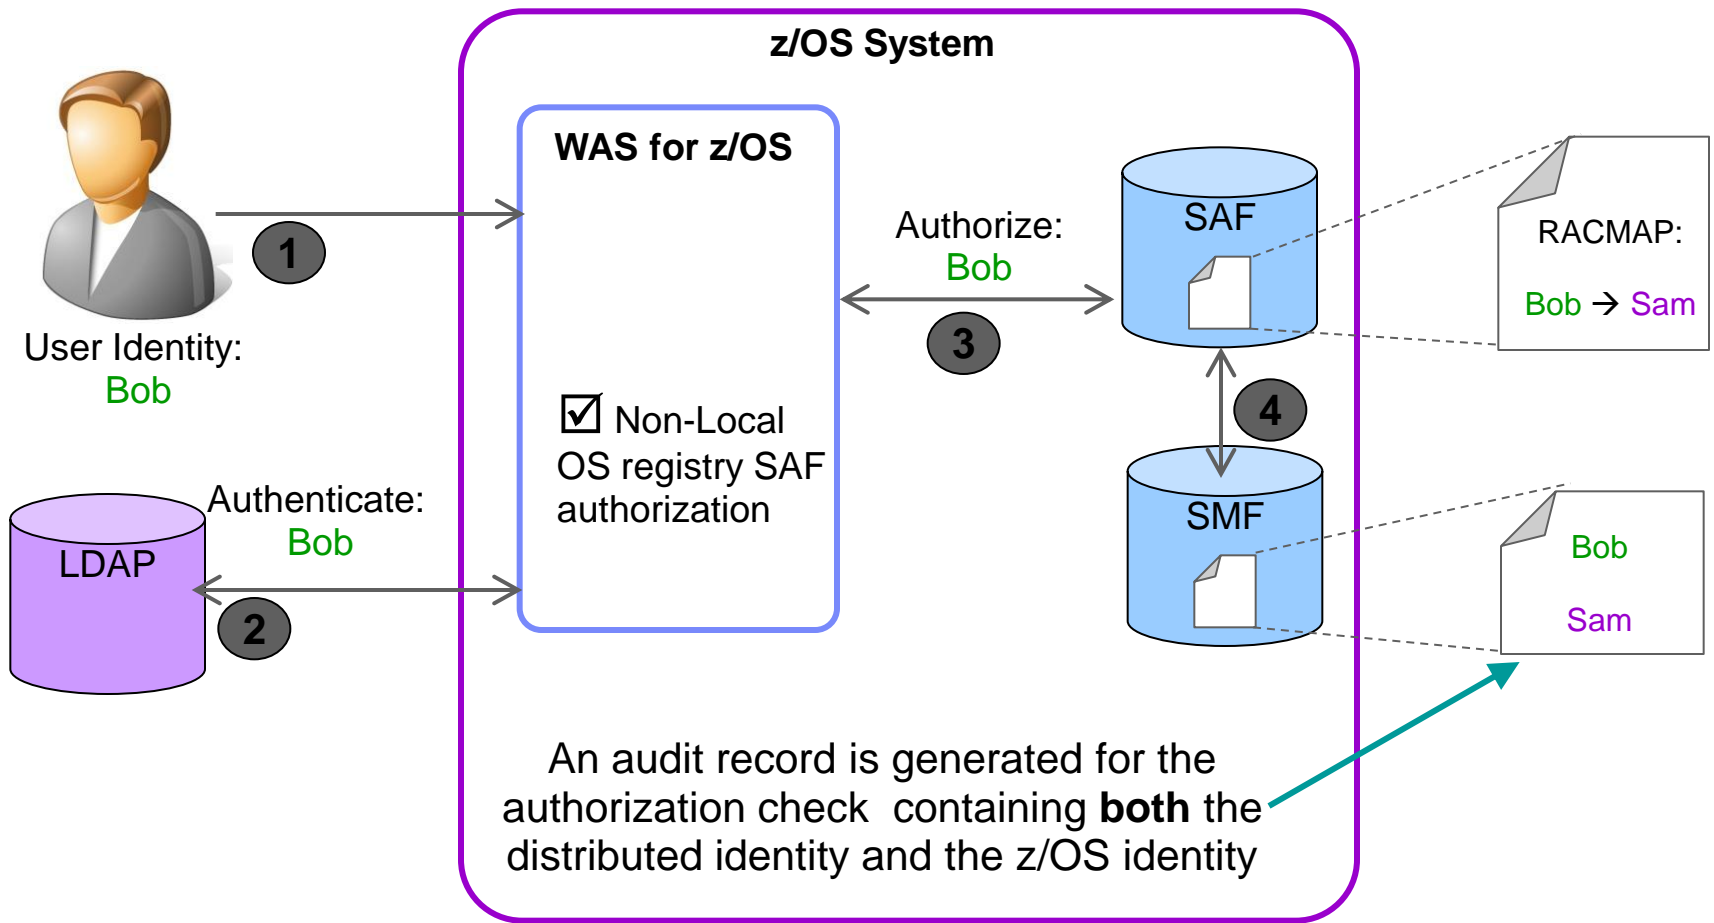 z/OS System
WAS for z/OS
1
User Identity:
Bob
Authorize:
Bob
3
SAF
RACMAP:
Bob → Sam
☑ Non-Local
OS registry SAF
authorization
4
LDAP
Authenticate:
Bob
2
SMF
Bob
Sam
An audit record is generated for the
authorization check containing both the
distributed identity and the z/OS identity